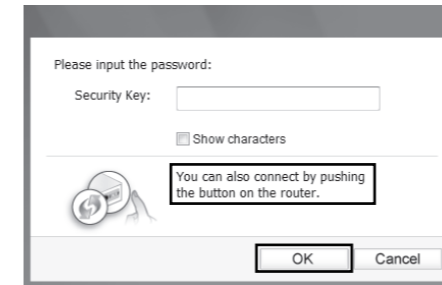 Please input the password:
Security Key:
Show characters
You can also connect by pushing
the button on the router.
OK
Cancel